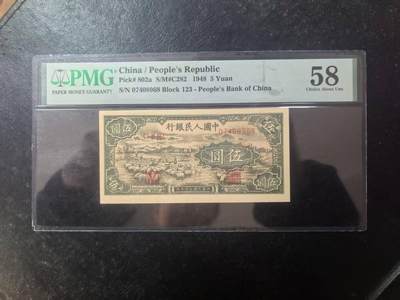 PMG
PAPER MONEY GUARANTY
China / People's Republic
Pick# 802a S/M#C282 1948 5 Yuan
S/N 07408068 Block 123 - People's Bank of China
58
Choice About Unc
行銀民人國中
圓 伍
伍圓